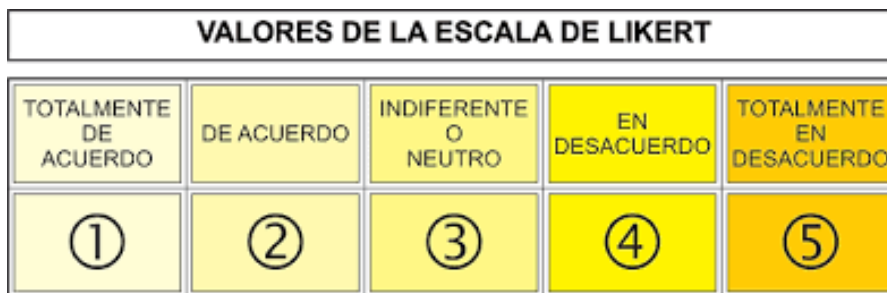 VALORES DE LA ESCALA DE LIKERT
TOTALMENTE
DE
ACUERDO
DE ACUERDO
INDIFERENTE
O
NEUTRO
EN
DESACUERDO
TOTALMENTE
EN
DESACUERDO
① ② ③ ④ ⑤